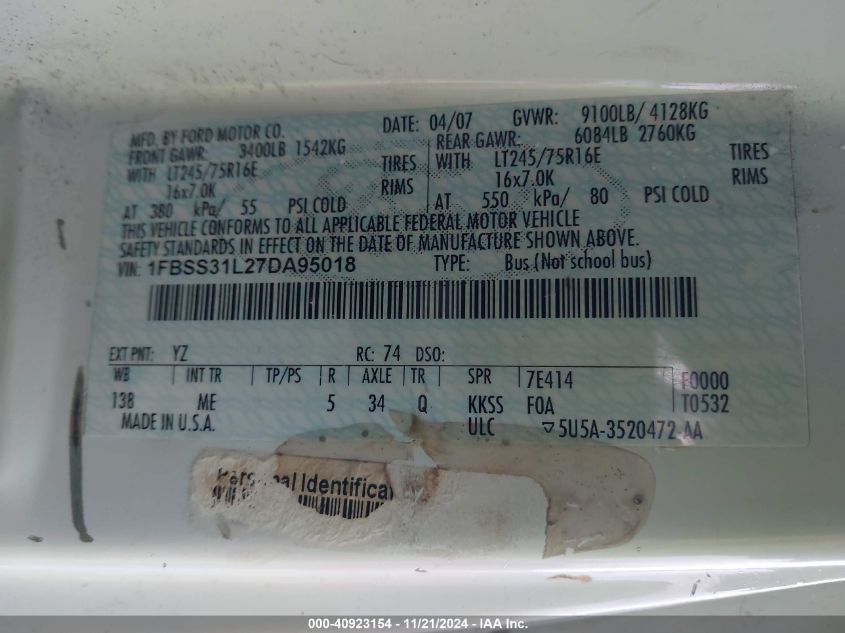 MFD. BY FORD MOTOR CO.
DATE: 04/07 GVWR: 9100LB/ 4128KG
FRONT GAWR: 3400LB 1542KG
REAR GAWR: 6084LB 2760KG
WITH LT245/75R16E TIRES
WITH LT245/75R16E TIRES
16x7.0K RIMS
16x7.0K RIMS
AT 380 kPa/ 55 PSI COLD
AT 550 kPa/ 80 PSI COLD
THIS VEHICLE CONFORMS TO ALL APPLICABLE FEDERAL MOTOR VEHICLE
SAFETY STANDARDS IN EFFECT ON THE DATE OF MANUFACTURE SHOWN ABOVE.
VIN: 1FBSS31L27DA95018 TYPE: Bus (Not school bus)
EXT PNT: YZ RC: 74 DSO:
WB INT TR TP/PS R AXLE TR SPR 7E414 F0000
138 ME 5 34 Q KKSS F0A T0532
MADE IN U.S.A. ULC ▽5U5A-3520472-AA
Identifica
000-40923154 - 11/21/2024 - IAA Inc.